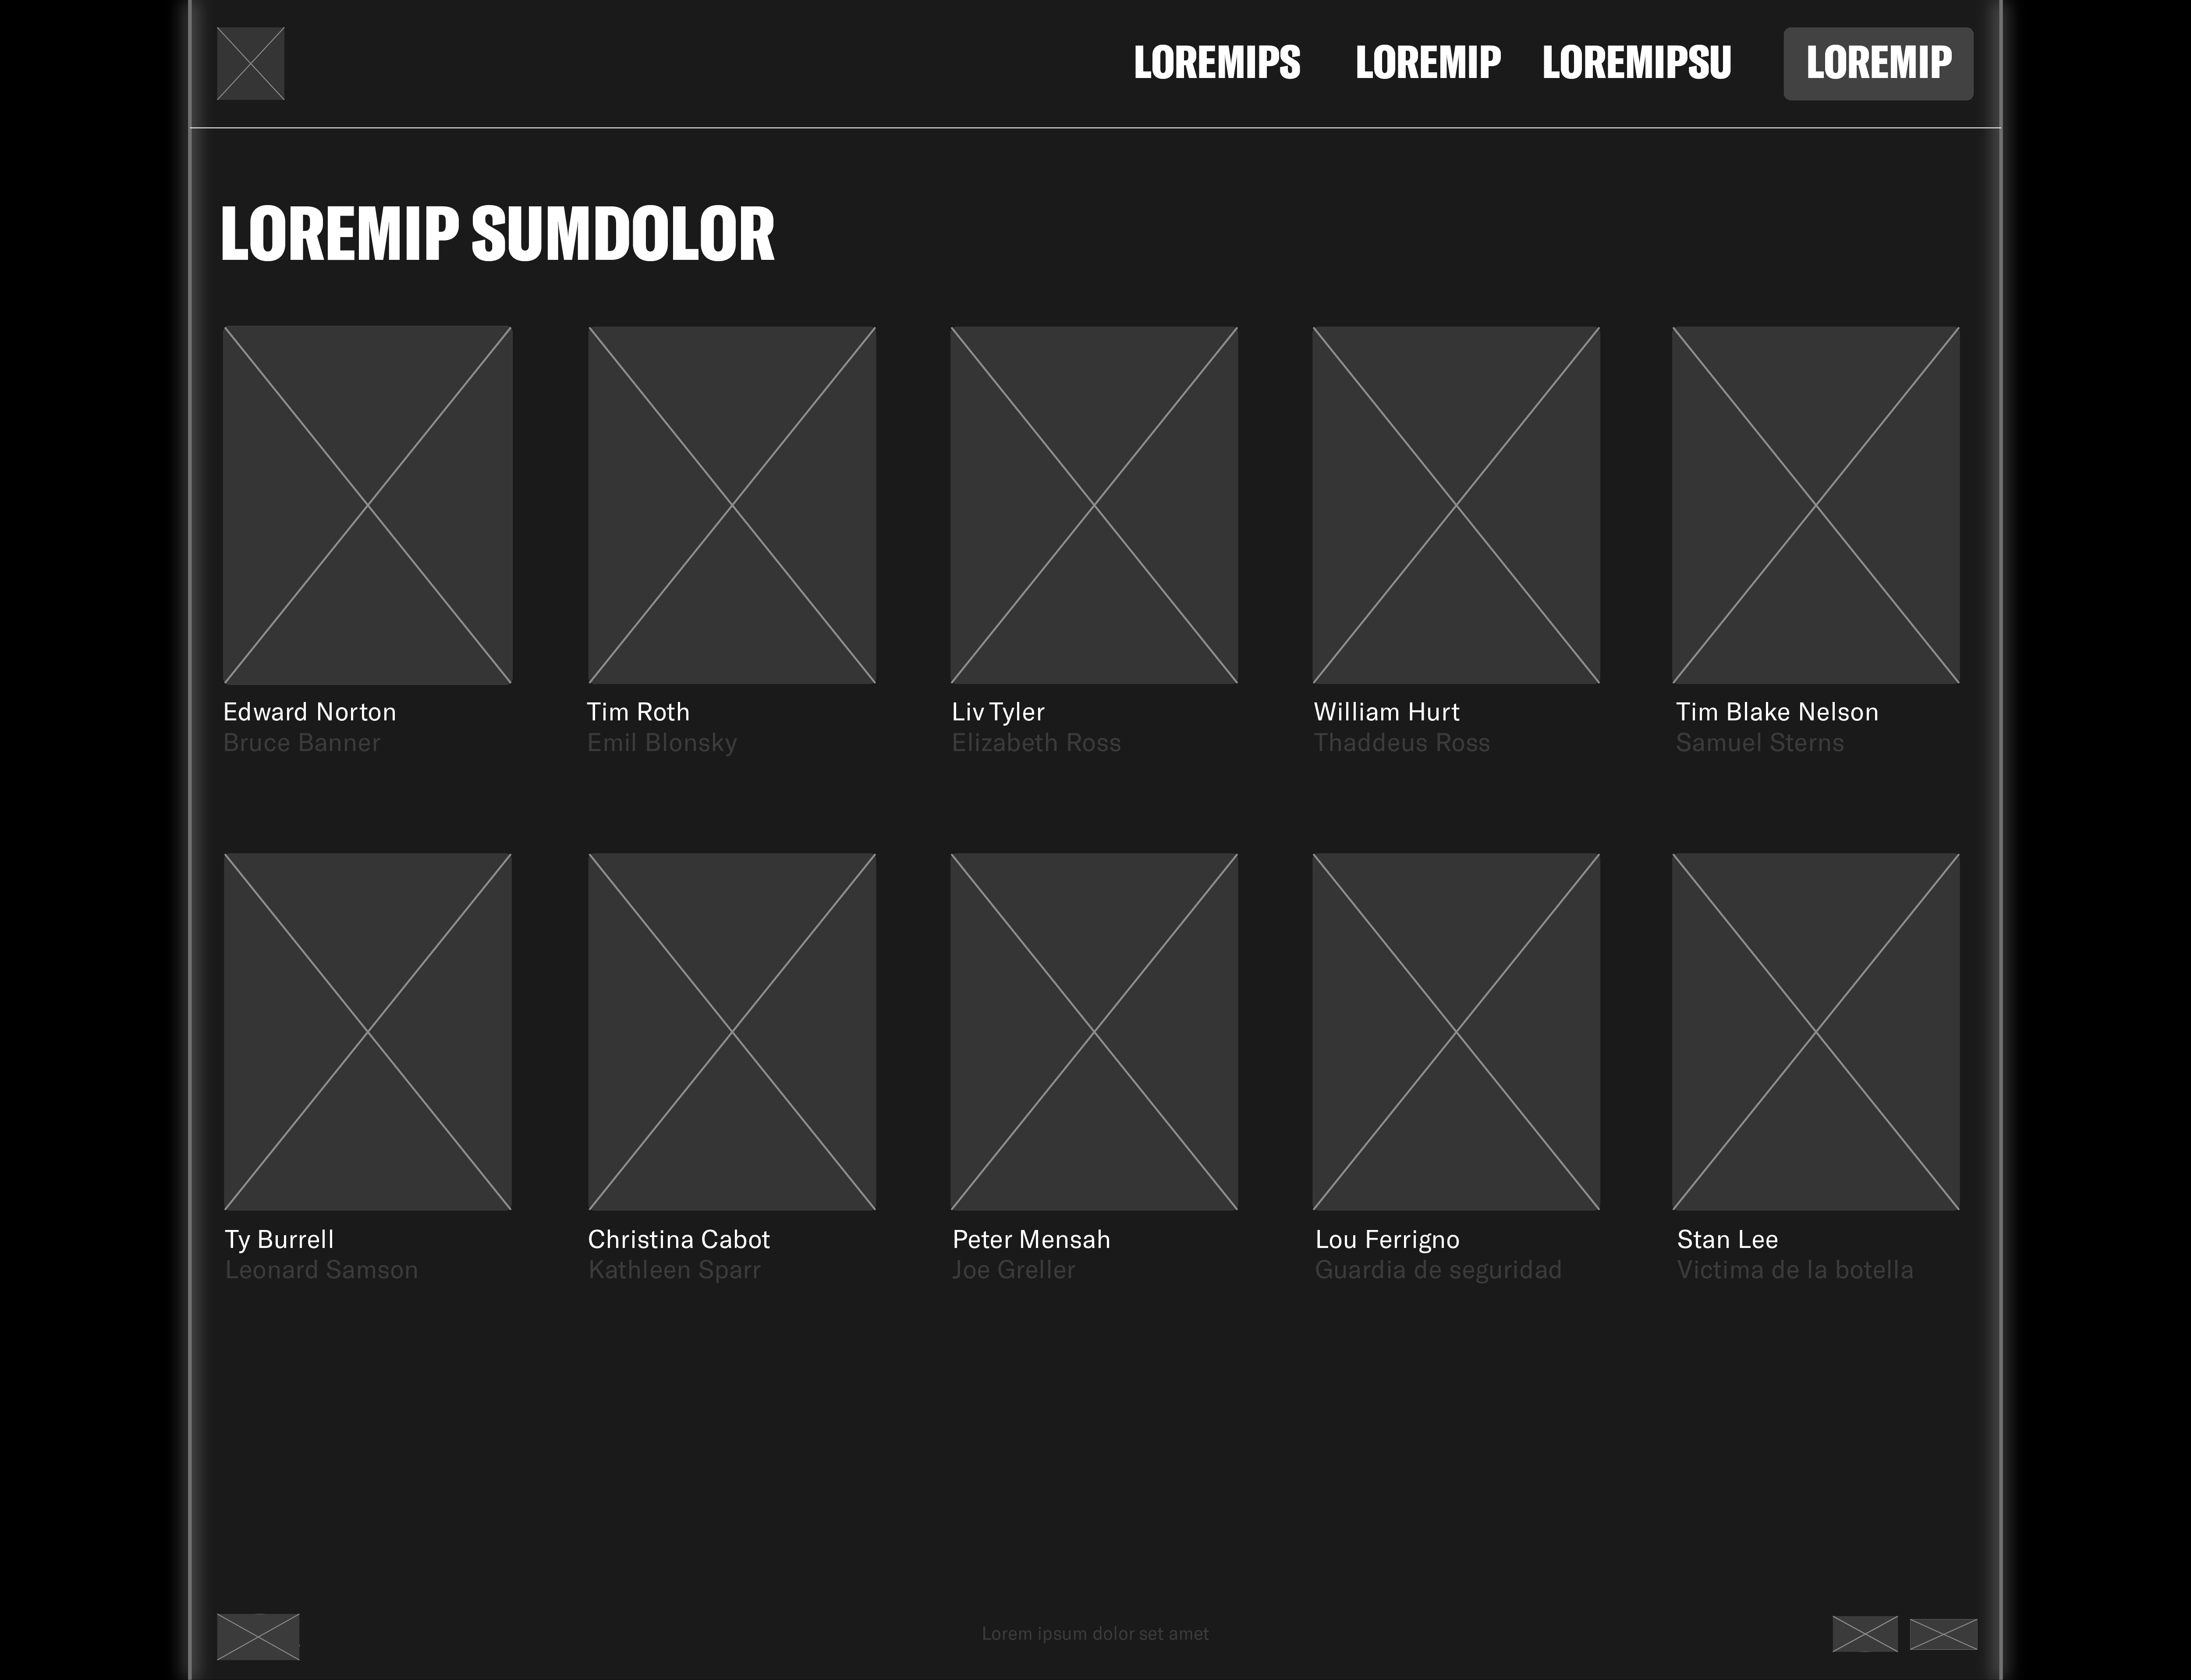 LOREMIPS LOREMIP LOREMIPSU LOREMIP
LOREMIP SUMDOLOR
Edward Norton
Bruce Banner
Tim Roth
Emil Blonsky
Liv Tyler
Elizabeth Ross
William Hurt
Thaddeus Ross
Tim Blake Nelson
Samuel Sterns
Ty Burrell
Leonard Samson
Christina Cabot
Kathleen Sparr
Peter Mensah
Joe Greller
Lou Ferrigno
Guardia de seguridad
Stan Lee
Victima de la botella
Lorem ipsum dolor set amet